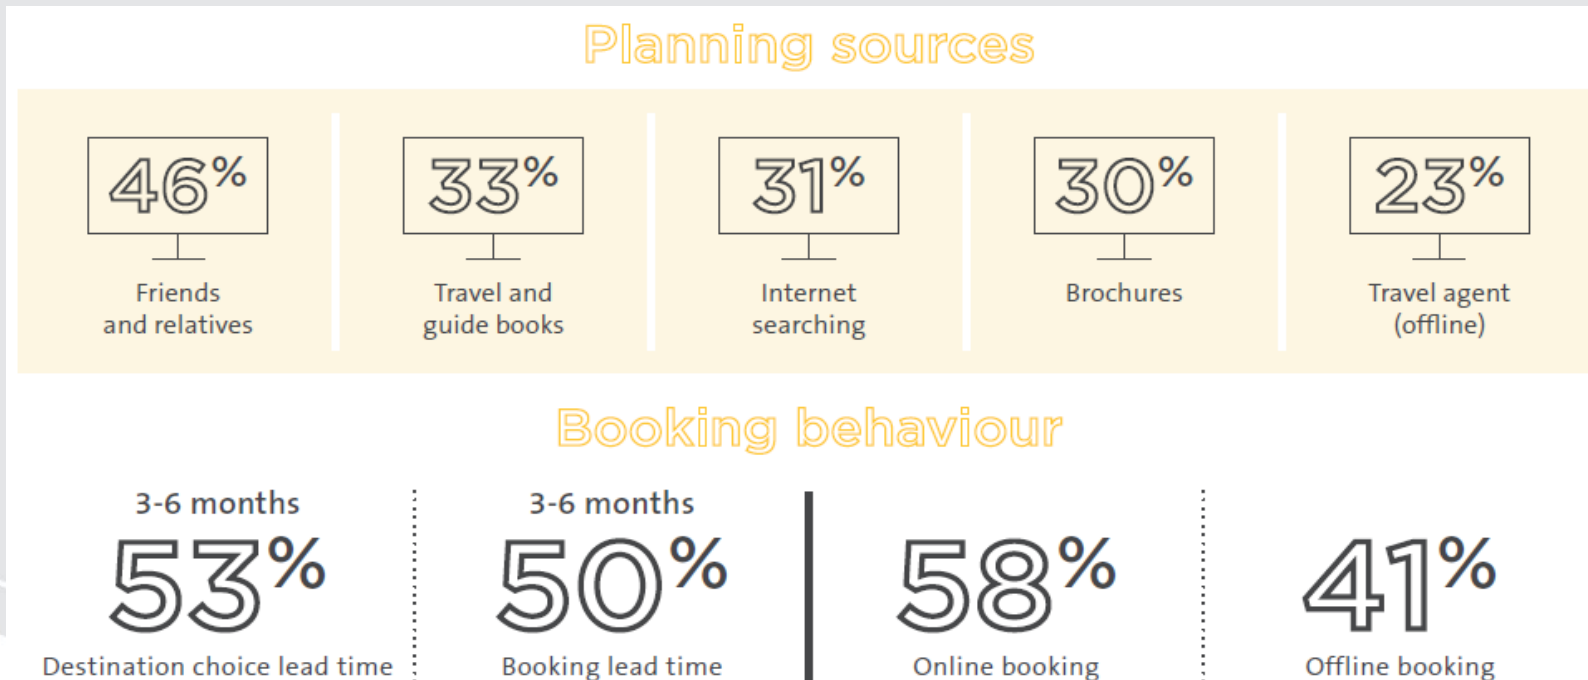 Planning sources
46%
33%
31%
30%
23%
Friends
and relatives
Travel and
guide books
Internet
searching
Brochures
Travel agent
(offline)
Booking behaviour
3-6 months
53%
Destination choice lead time
3-6 months
50%
Booking lead time
58%
Online booking
41%
Offline booking